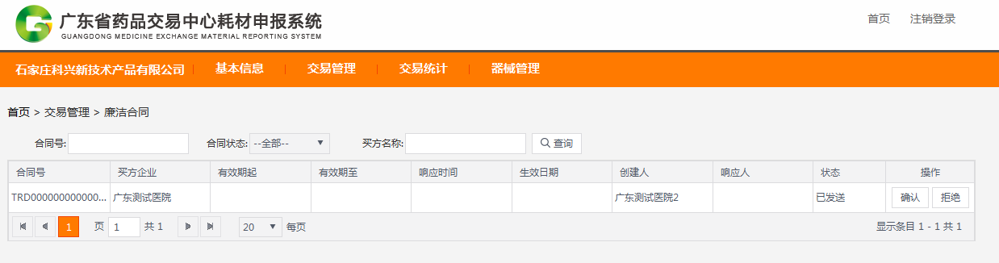 广东省药品交易中心耗材申报系统
GUANGDONG MEDICINE EXCHANGE MATERIAL REPORTING SYSTEM
首页 注销登录
石家庄科兴新技术产品有限公司 基本信息 交易管理 交易统计 器械管理
首页 > 交易管理 > 廉洁合同
合同号: 合同状态: --全部-- 买方名称: 查询
合同号 买方企业 有效期起 有效期至 响应时间 生效日期 创建人 响应人 状态 操作
TRD000000000000... 广东测试医院 广东测试医院2 已发送 确认 拒绝
1 页 1 共 1 20 每页 显示条目 1 - 1 共 1